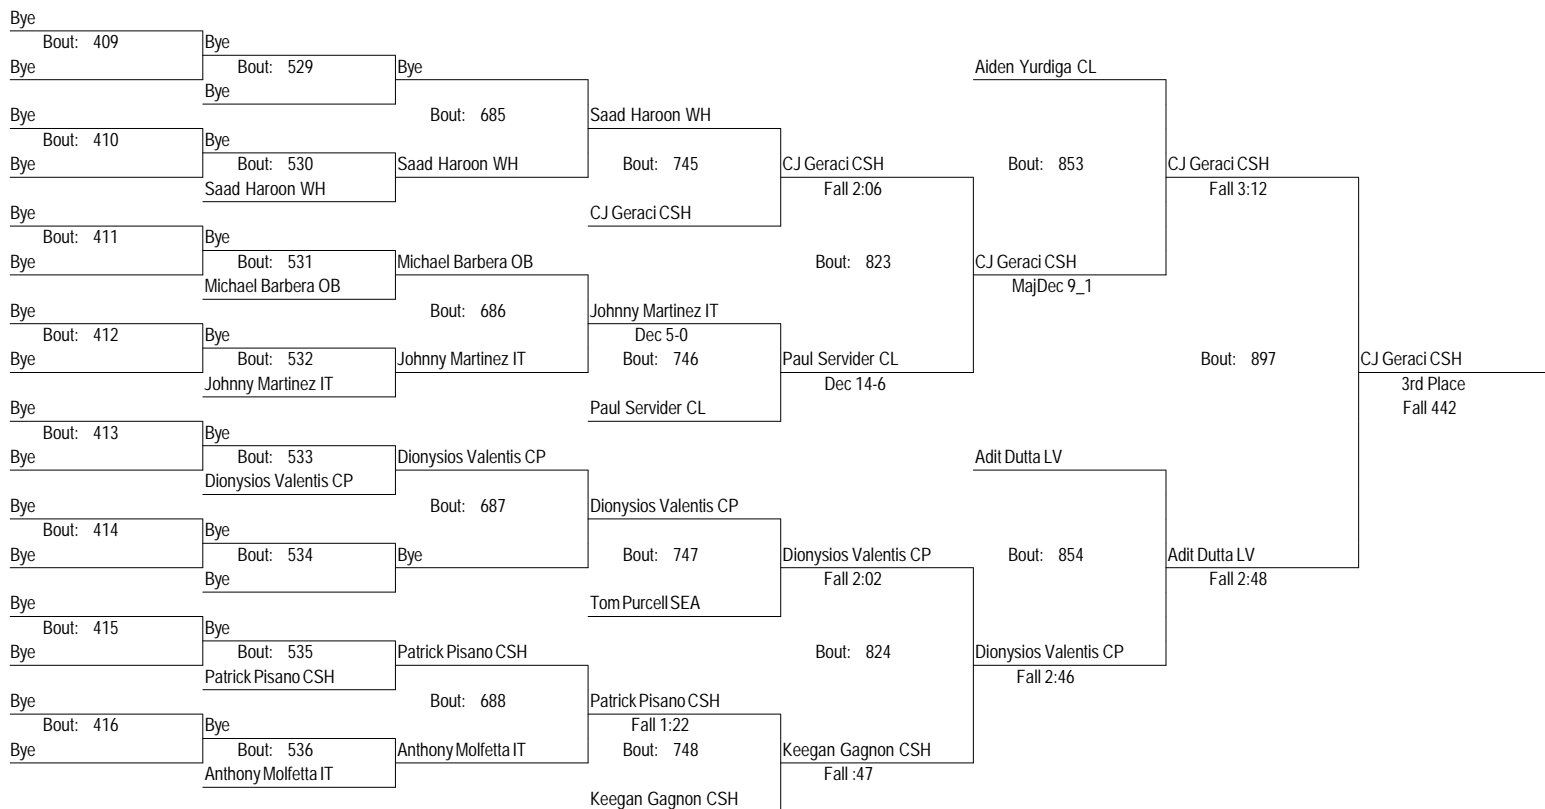 Bye
Bout: 409 Bye
Bye Bout: 529 Bye Aiden Yurdiga CL
Bye
Bye Bout: 685 Saad Haroon WH
Bout: 410 Bye
Bye Bout: 530 Saad Haroon WH Bout: 745 CJ Geraci CSH Bout: 853 CJ Geraci CSH
Saad Haroon WH Fall 2:06 Fall 3:12
Bye CJ Geraci CSH
Bout: 411 Bye
Bye Bout: 531 Michael Barbera OB Bout: 823 CJ Geraci CSH
Michael Barbera OB MajDec 9_1
Bye Bout: 686 Johnny Martinez IT
Bout: 412 Bye Dec 5-0
Bye Bout: 532 Johnny Martinez IT Bout: 746 Paul Servider CL Bout: 897 CJ Geraci CSH
Johnny Martinez IT Dec 14-6 3rd Place
Bye Paul Servider CL Fall 442
Bout: 413 Bye
Bye Bout: 533 Dionysios Valentis CP Adit Dutta LV
Dionysios Valentis CP
Bye Bout: 687 Dionysios Valentis CP
Bout: 414 Bye
Bye Bout: 534 Bye Bout: 747 Dionysios Valentis CP Bout: 854 Adit Dutta LV
Bye Fall 2:02 Fall 2:48
Bye Tom Purcell SEA
Bout: 415 Bye
Bye Bout: 535 Patrick Pisano CSH Bout: 824 Dionysios Valentis CP
Patrick Pisano CSH Fall 2:46
Bye Bout: 688 Patrick Pisano CSH
Bout: 416 Bye Fall 1:22
Bye Bout: 536 Anthony Molfetta IT Bout: 748 Keegan Gagnon CSH
Anthony Molfetta IT Fall :47
Keegan Gagnon CSH